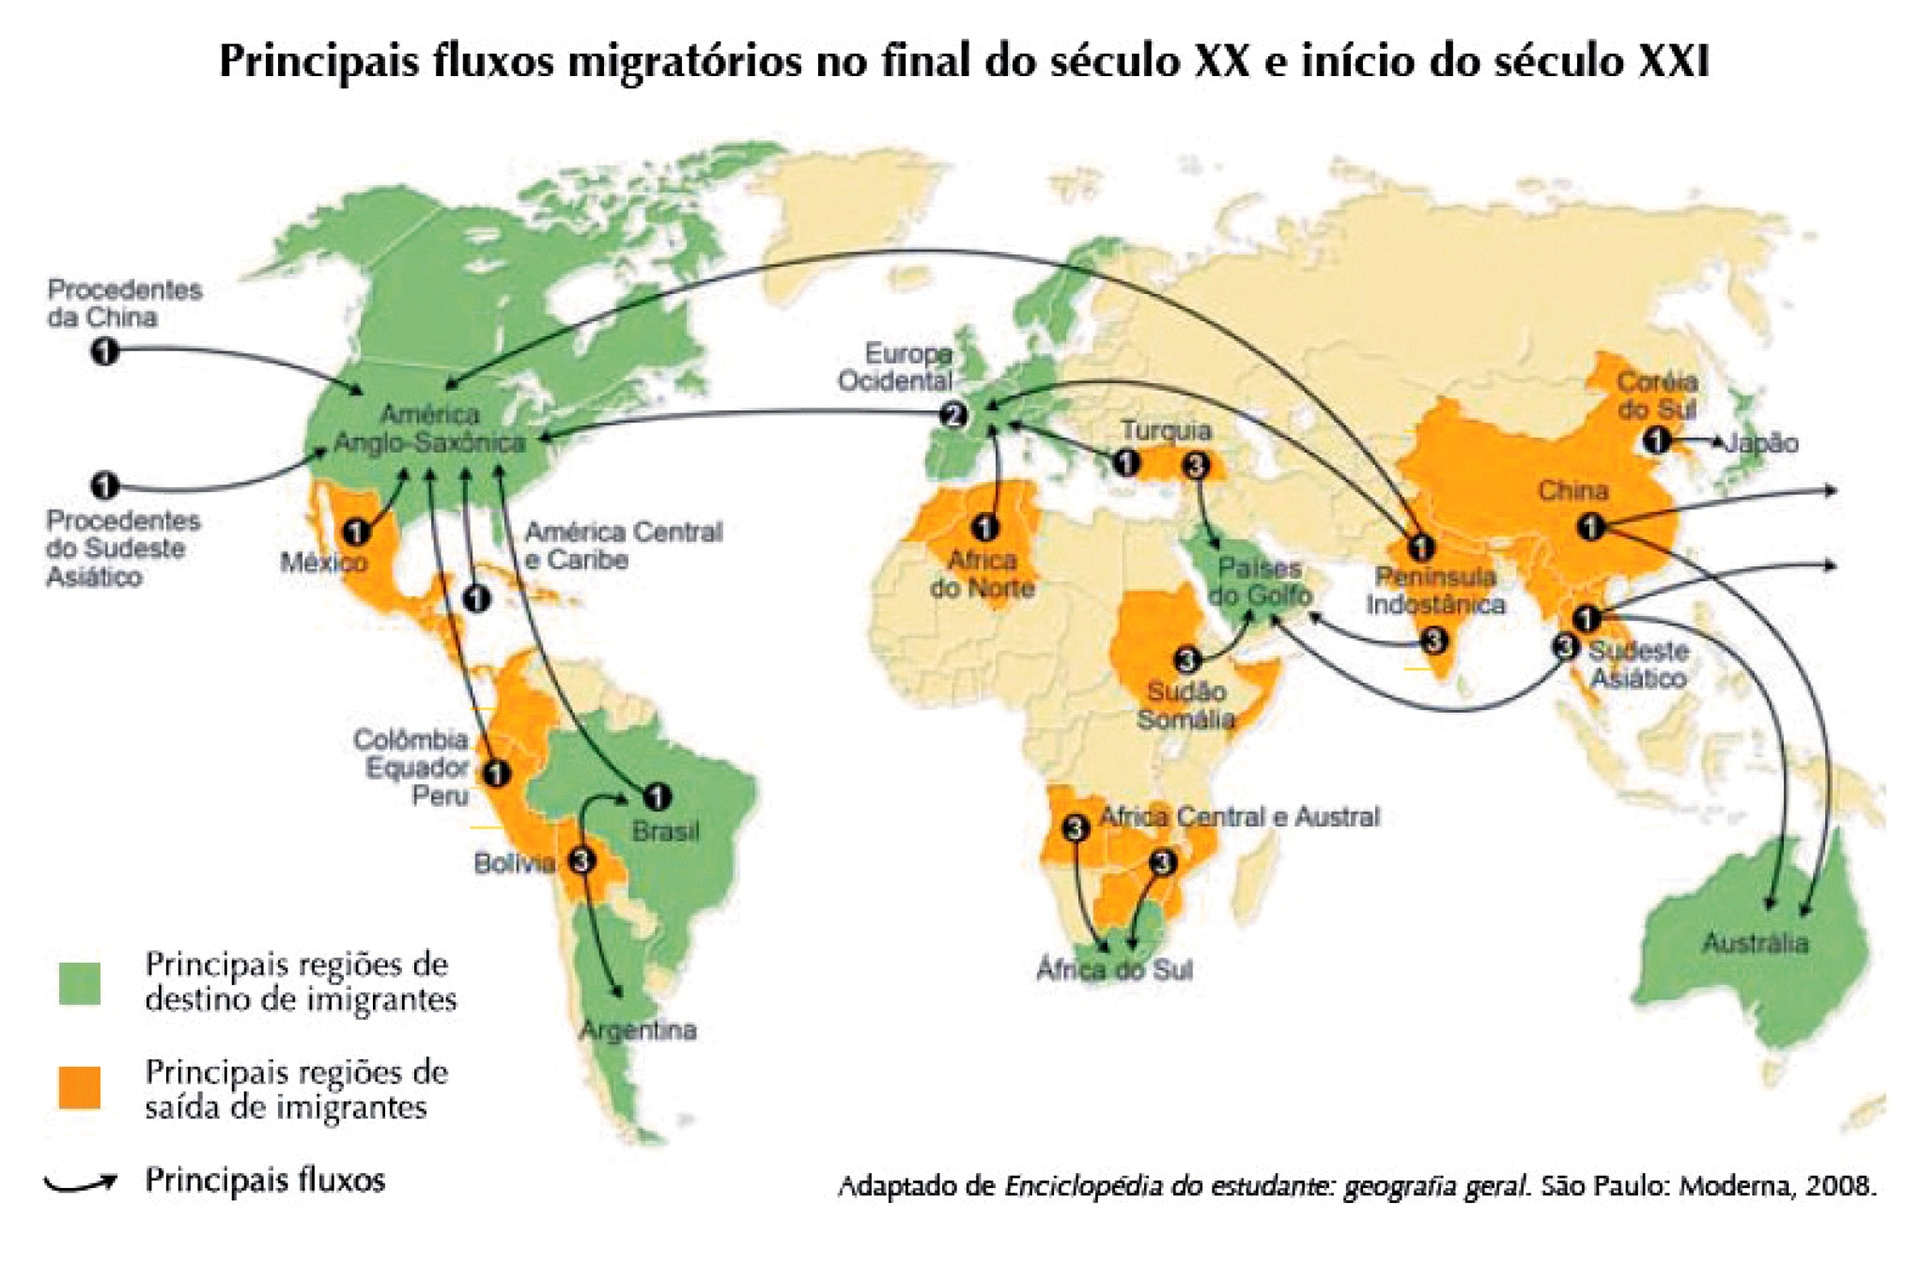 Principais fluxos migratórios no final do século XX e início do século XXI
Procedentes
da China
1
América
Anglo-Saxônica
1
Procedentes
do Sudeste
Asiático
1
México
América Central
e Caribe
1
Colômbia
Equador
Peru
1
1
Brasil
Bolívia
3
Argentina
Europa
Ocidental
2
Turquia
1
3
1
Africa
do Norte
Países
do Golfo
3
Sudão
Somália
3
Africa Central e Austral
3
África do Sul
1
Península
Indostânica
3
Coréia
do Sul
1
Japão
China
1
1
3
Sudeste
Asiático
Austrália
Principais regiões de
destino de imigrantes
Principais regiões de
saída de imigrantes
Principais fluxos
Adaptado de Enciclopédia do estudante: geografia geral. São Paulo: Moderna, 2008.